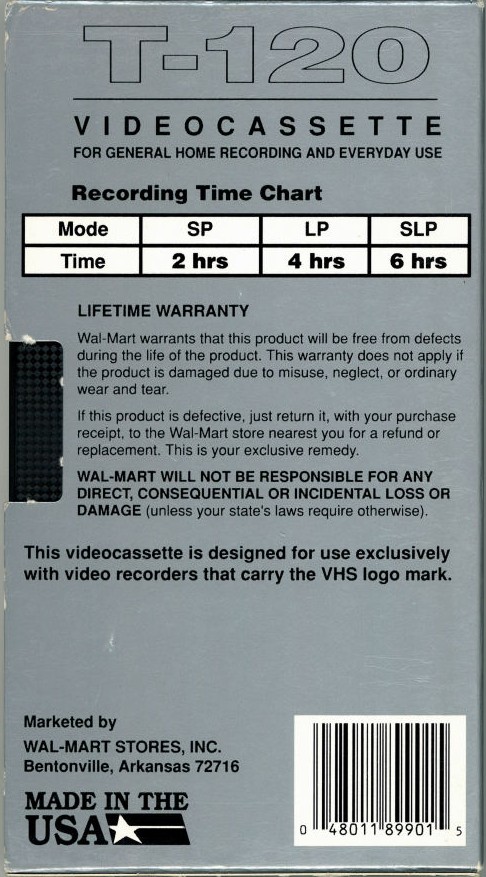 T-120
VIDEOCASSETTE
FOR GENERAL HOME RECORDING AND EVERYDAY USE
Recording Time Chart
Mode SP LP SLP
Time 2 hrs 4 hrs 6 hrs
LIFETIME WARRANTY
Wal-Mart warrants that this product will be free from defects
during the life of the product. This warranty does not apply if
the product is damaged due to misuse, neglect, or ordinary
wear and tear.
If this product is defective, just return it, with your purchase
receipt, to the Wal-Mart store nearest you for a refund or
replacement. This is your exclusive remedy.
WAL-MART WILL NOT BE RESPONSIBLE FOR ANY
DIRECT, CONSEQUENTIAL OR INCIDENTAL LOSS OR
DAMAGE (unless your state's laws require otherwise).
This videocassette is designed for use exclusively
with video recorders that carry the VHS logo mark.
Marketed by
WAL-MART STORES, INC.
Bentonville, Arkansas 72716
MADE IN THE
USA
0 48011 89901 5